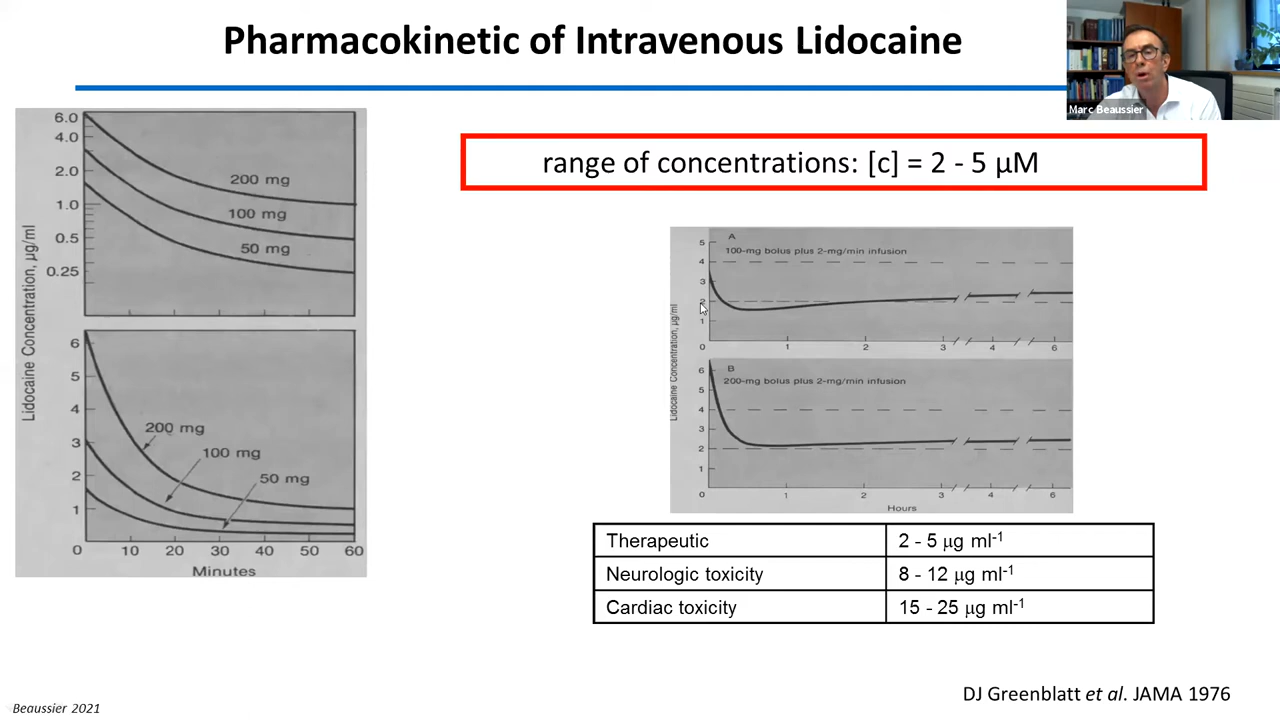 Pharmacokinetic of Intravenous Lidocaine
Marc Beaussier
range of concentrations: [c] = 2 - 5 µM
Lidocaine Concentration, µg/ml
6.0
4.0
2.0
1.0
0.5
0.25
200 mg
100 mg
50 mg
6
5
4
3
2
1
0
200 mg
100 mg
50 mg
10 20 30 40 50 60
Minutes
Lidocaine Concentration, µg/ml
A
100-mg bolus plus 2-mg/min infusion
5
4
3
2
1
0
1 2 3 4 6
B
200-mg bolus plus 2-mg/min infusion
6
5
4
3
2
1
0
1 2 3 4 6
Hours
Therapeutic 2 - 5 µg ml-1
Neurologic toxicity 8 - 12 µg ml-1
Cardiac toxicity 15 - 25 µg ml-1
DJ Greenblatt et al. JAMA 1976
Beaussier 2021